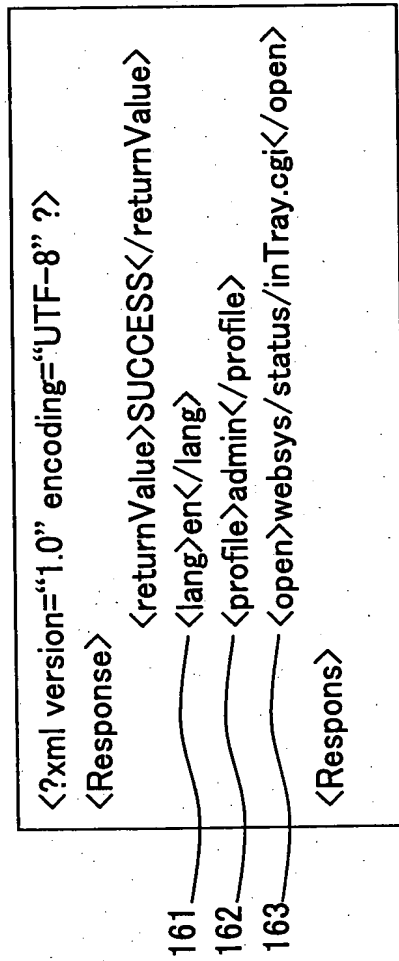 <?xml version=“1.0” encoding=“UTF-8” ?>
<Response>
<returnValue>SUCCESS</returnValue>
161 <lang>en</lang>
162 <profile>admin</profile>
163 <open>websys/status/inTray.cgi</open>
<Respons>